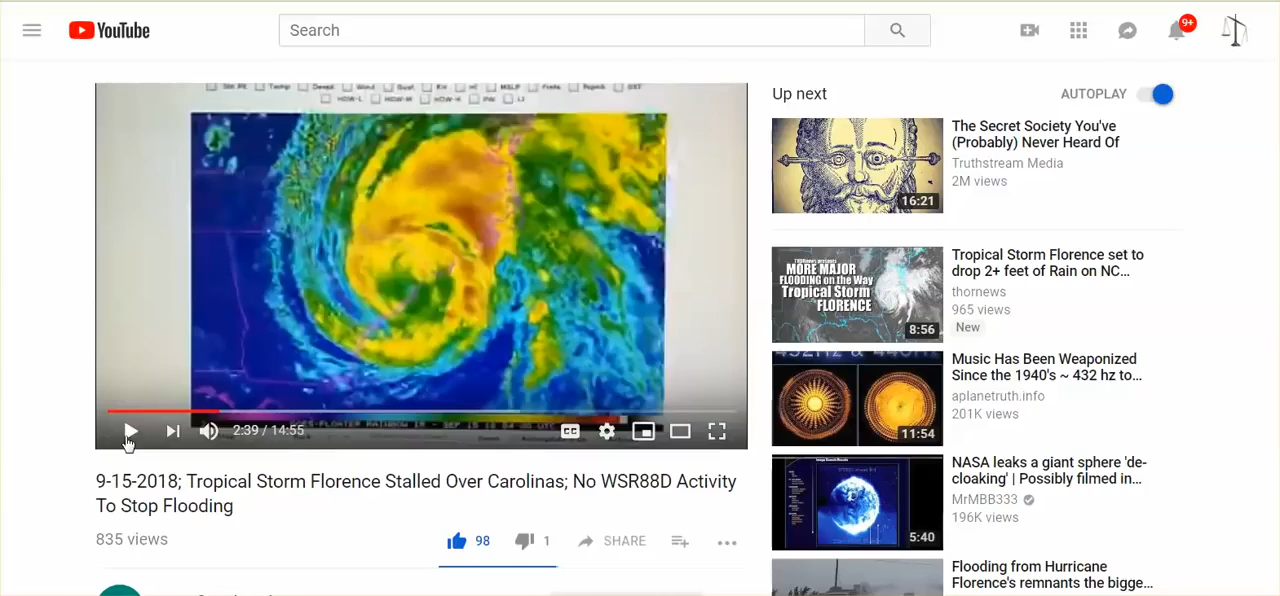 YouTube
Search
9+
Up next
AUTOPLAY
2:39 / 14:55
CC
9-15-2018; Tropical Storm Florence Stalled Over Carolinas; No WSR88D Activity
To Stop Flooding
835 views
98
1
SHARE
The Secret Society You've
(Probably) Never Heard Of
Truthstream Media
2M views
16:21
MORE MAJOR
FLOODING on the Way
Tropical Storm
FLORENCE
8:56
Tropical Storm Florence set to
drop 2+ feet of Rain on NC...
thornews
965 views
New
11:54
Music Has Been Weaponized
Since the 1940's ~ 432 hz to...
aplanetruth.info
201K views
5:40
NASA leaks a giant sphere 'de-
cloaking' | Possibly filmed in...
MrMBB333
196K views
Flooding from Hurricane
Florence's remnants the bigge...